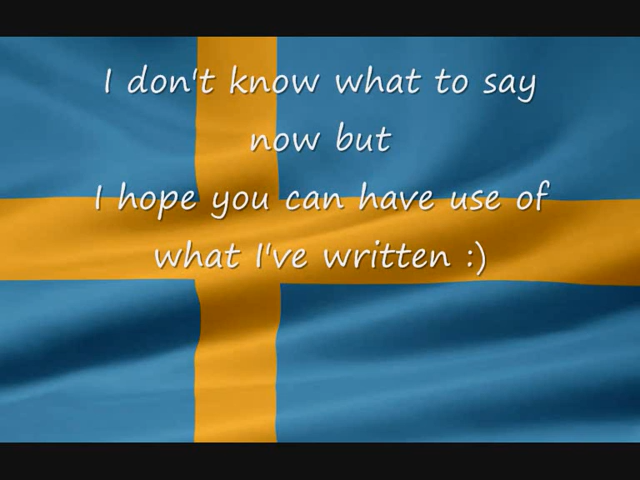 I don't know what to say
now but
I hope you can have use of
what I've written :)